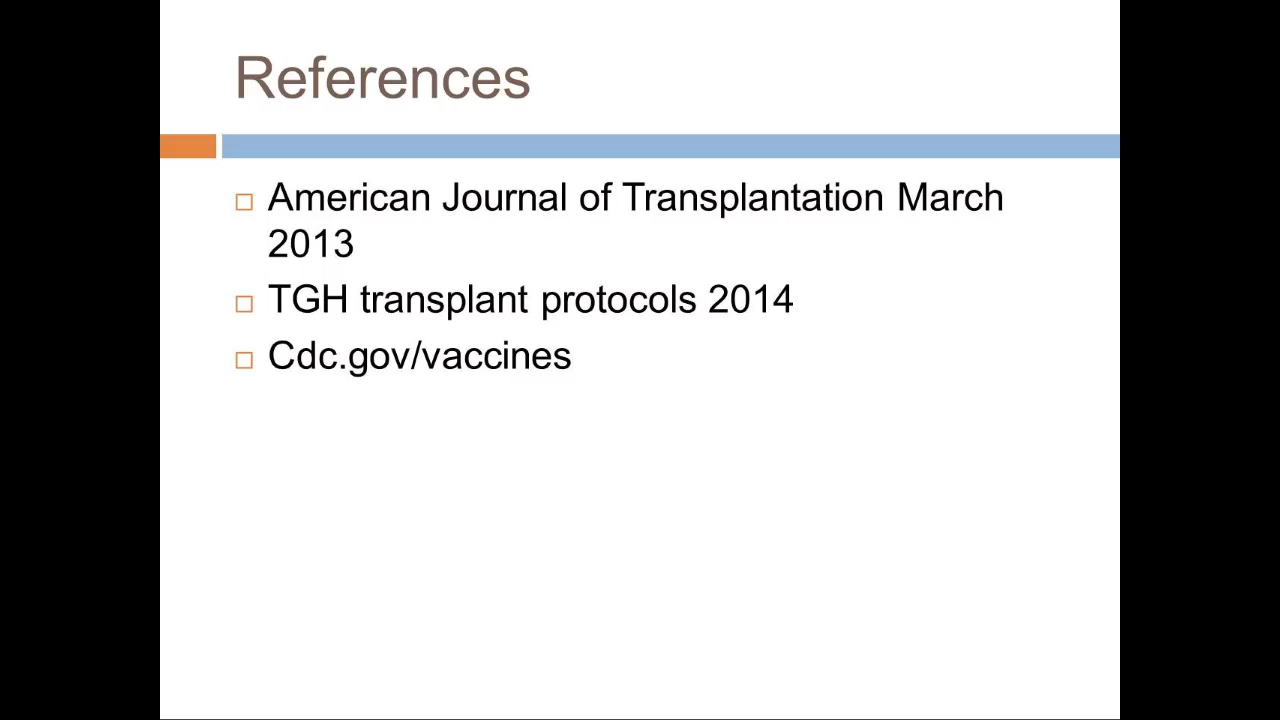 References
American Journal of Transplantation March
2013
TGH transplant protocols 2014
Cdc.gov/vaccines